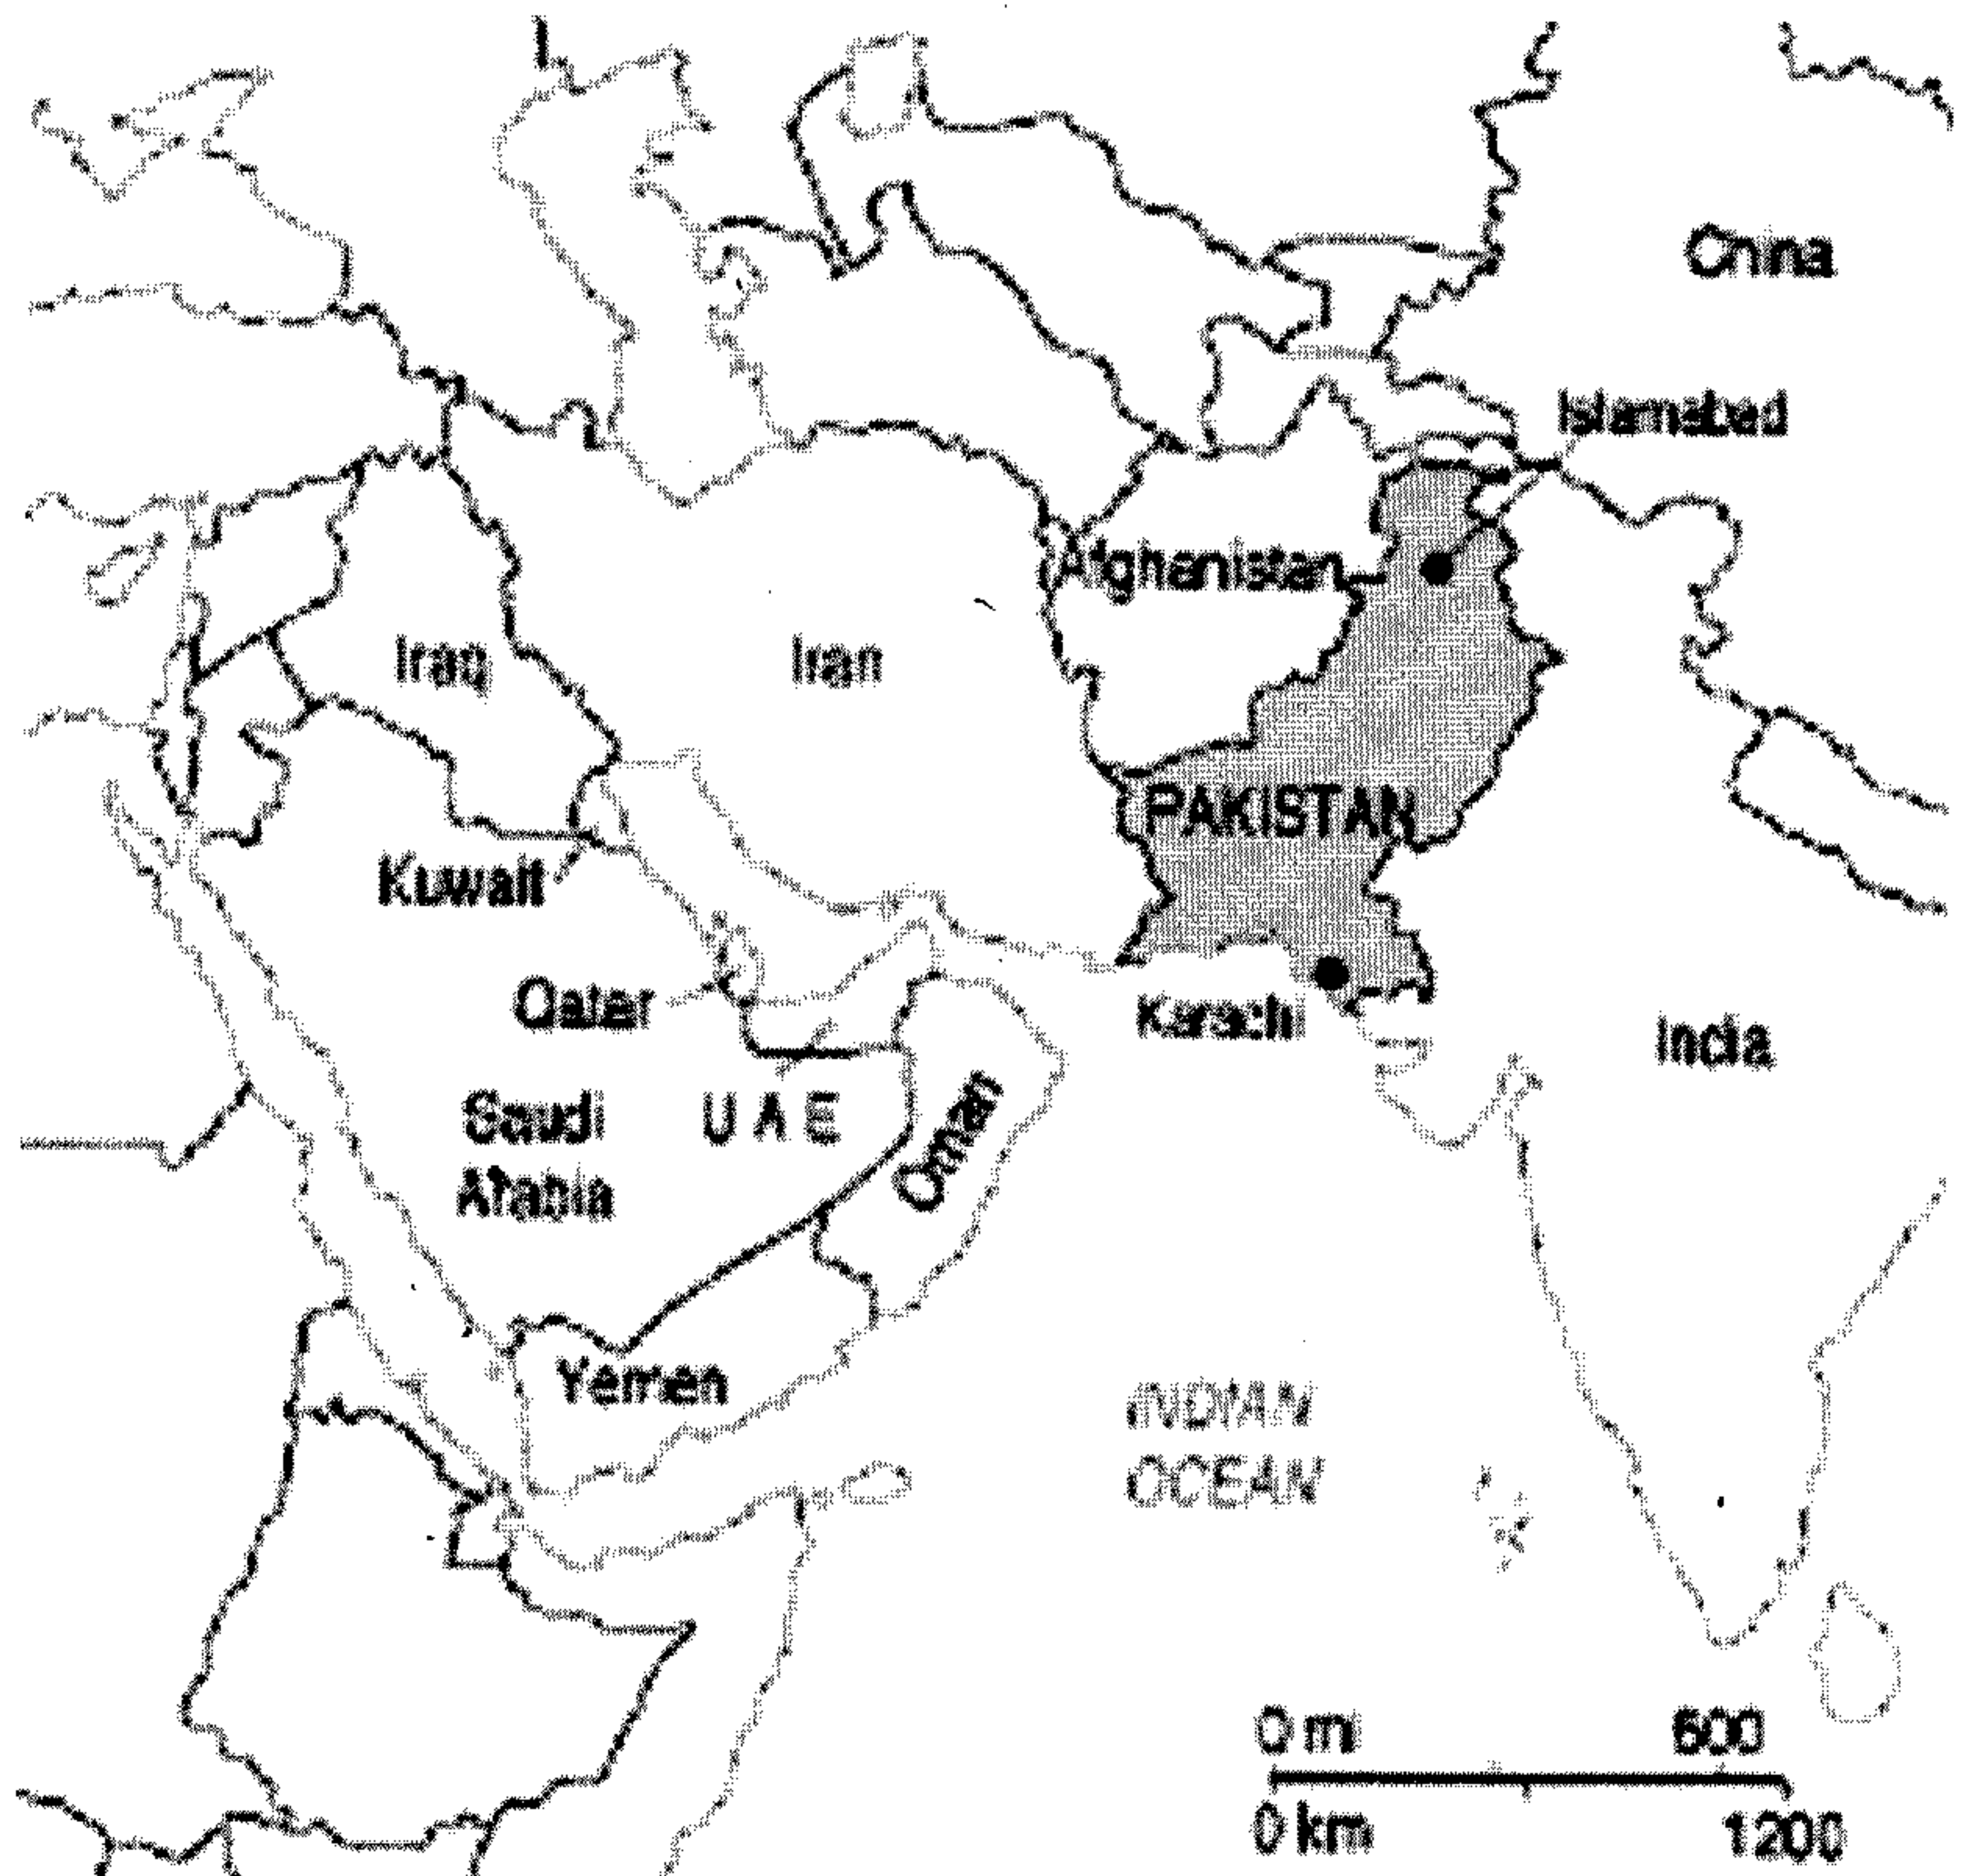 China
Islamabad
Afghanistan
Iraq
Iran
PAKISTAN
Kuwait
Qatar
Karachi
India
Saudi
Arabia
U A E
Oman
Yemen
INDIAN
OCEAN
0 mi 600
0 km 1200